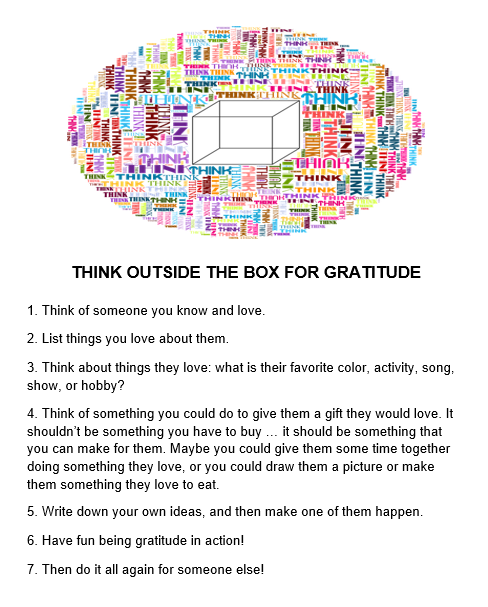 THINK OUTSIDE THE BOX FOR GRATITUDE
1. Think of someone you know and love.
2. List things you love about them.
3. Think about things they love: what is their favorite color, activity, song,
show, or hobby?
4. Think of something you could do to give them a gift they would love. It
shouldn’t be something you have to buy … it should be something that
you can make for them. Maybe you could give them some time together
doing something they love, or you could draw them a picture or make
them something they love to eat.
5. Write down your own ideas, and then make one of them happen.
6. Have fun being gratitude in action!
7. Then do it all again for someone else!